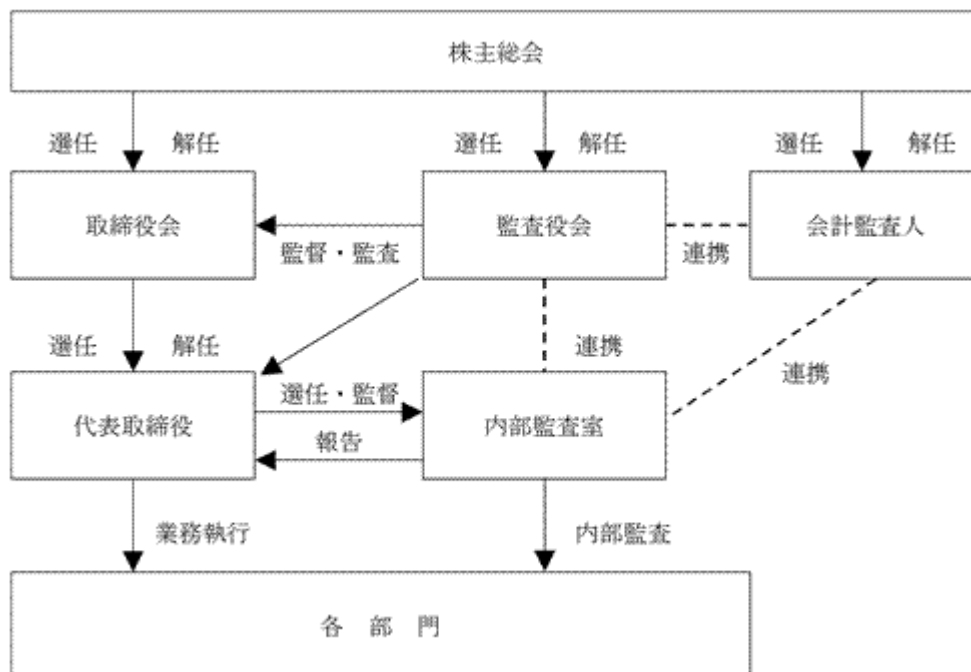 株主総会
選任 解任
選任 解任
選任 解任
取締役会
監査役会
会計監査人
監督・監査
連携
選任 解任
連携
連携
選任・監督
代表取締役
内部監査室
報告
業務執行
内部監査
各 部 門